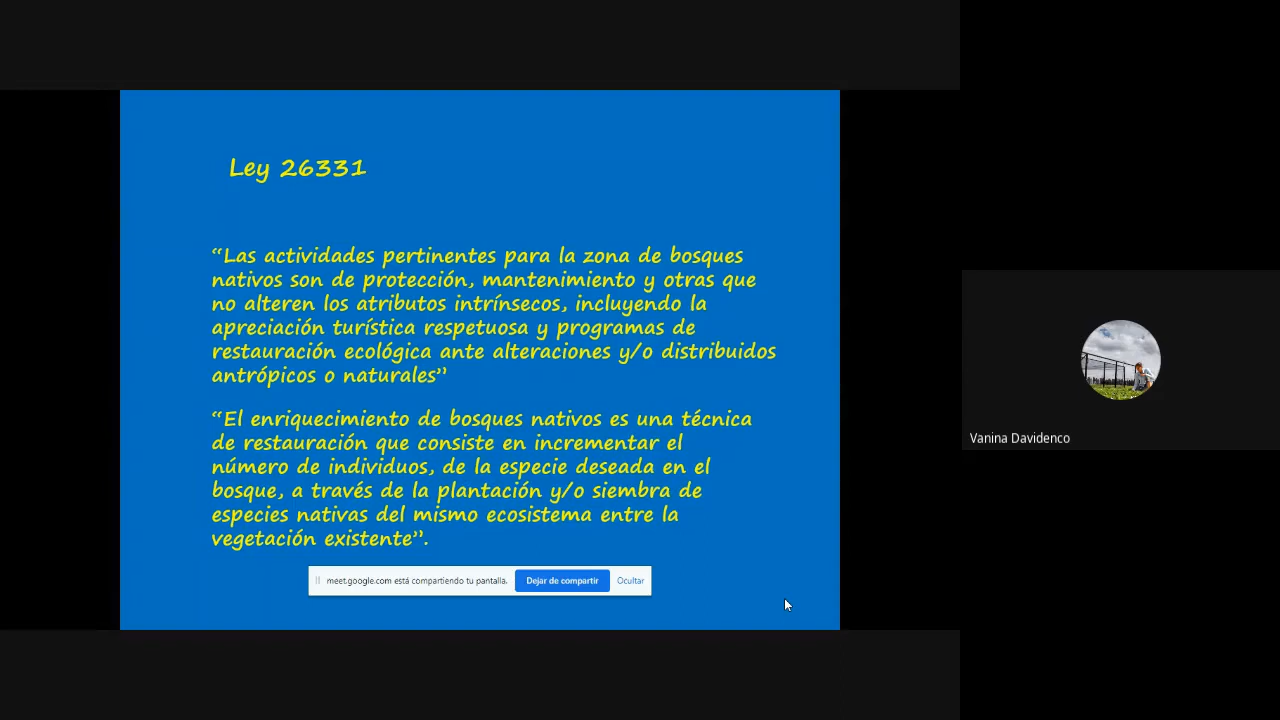 Ley 26331
“Las actividades pertinentes para la zona de bosques
nativos son de protección, mantenimiento y otras que
no alteren los atributos intrínsecos, incluyendo la
apreciación turística respetuosa y programas de
restauración ecológica ante alteraciones y/o distribuidos
antrópicos o naturales”
“El enriquecimiento de bosques nativos es una técnica
de restauración que consiste en incrementar el
número de individuos, de la especie deseada en el
bosque, a través de la plantación y/o siembra de
especies nativas del mismo ecosistema entre la
vegetación existente”.
meet.google.com está compartiendo tu pantalla. Dejar de compartir Ocultar
Vanina Davidenco